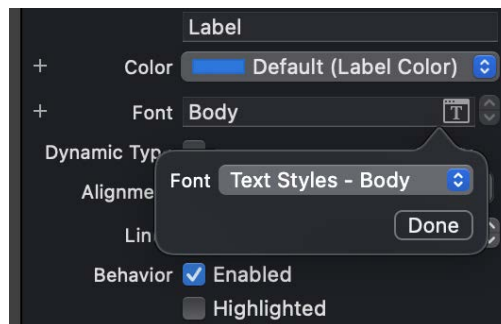 Label
+ Color Default (Label Color)
+ Font Body T
Dynamic Typ
Font Text Styles - Body
Alignme
Done
Lin
Behavior Enabled
Highlighted